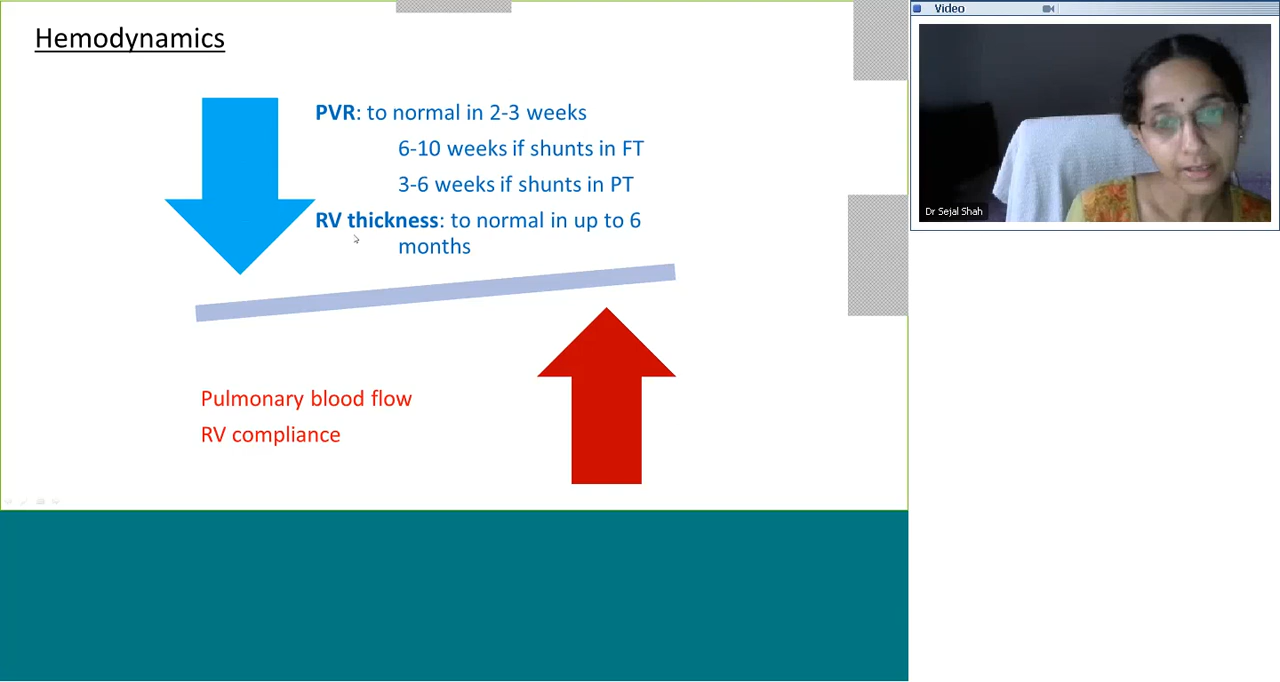 Hemodynamics
PVR: to normal in 2-3 weeks
6-10 weeks if shunts in FT
3-6 weeks if shunts in PT
RV thickness: to normal in up to 6
months
Pulmonary blood flow
RV compliance
Video
Dr Sejal Shah